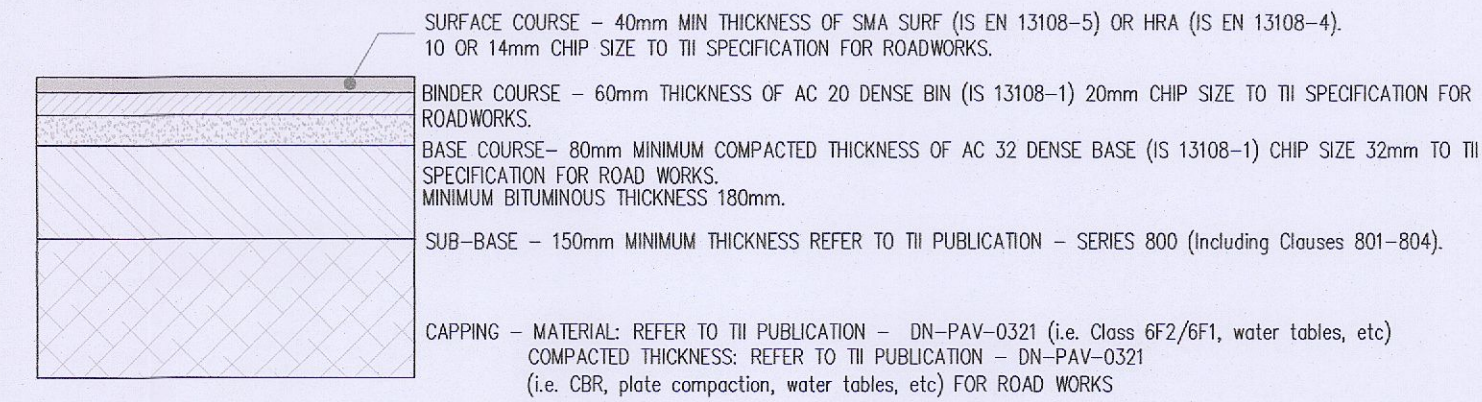 SURFACE COURSE – 40mm MIN THICKNESS OF SMA SURF (IS EN 13108–5) OR HRA (IS EN 13108–4).
10 OR 14mm CHIP SIZE TO TII SPECIFICATION FOR ROADWORKS.
BINDER COURSE – 60mm THICKNESS OF AC 20 DENSE BIN (IS 13108–1) 20mm CHIP SIZE TO TII SPECIFICATION FOR
ROADWORKS.
BASE COURSE– 80mm MINIMUM COMPACTED THICKNESS OF AC 32 DENSE BASE (IS 13108–1) CHIP SIZE 32mm TO TII
SPECIFICATION FOR ROAD WORKS.
MINIMUM BITUMINOUS THICKNESS 180mm.
SUB–BASE – 150mm MINIMUM THICKNESS REFER TO TII PUBLICATION – SERIES 800 (Including Clauses 801–804).
CAPPING – MATERIAL: REFER TO TII PUBLICATION – DN–PAV–0321 (i.e. Class 6F2/6F1, water tables, etc)
COMPACTED THICKNESS: REFER TO TII PUBLICATION – DN–PAV–0321
(i.e. CBR, plate compaction, water tables, etc) FOR ROAD WORKS